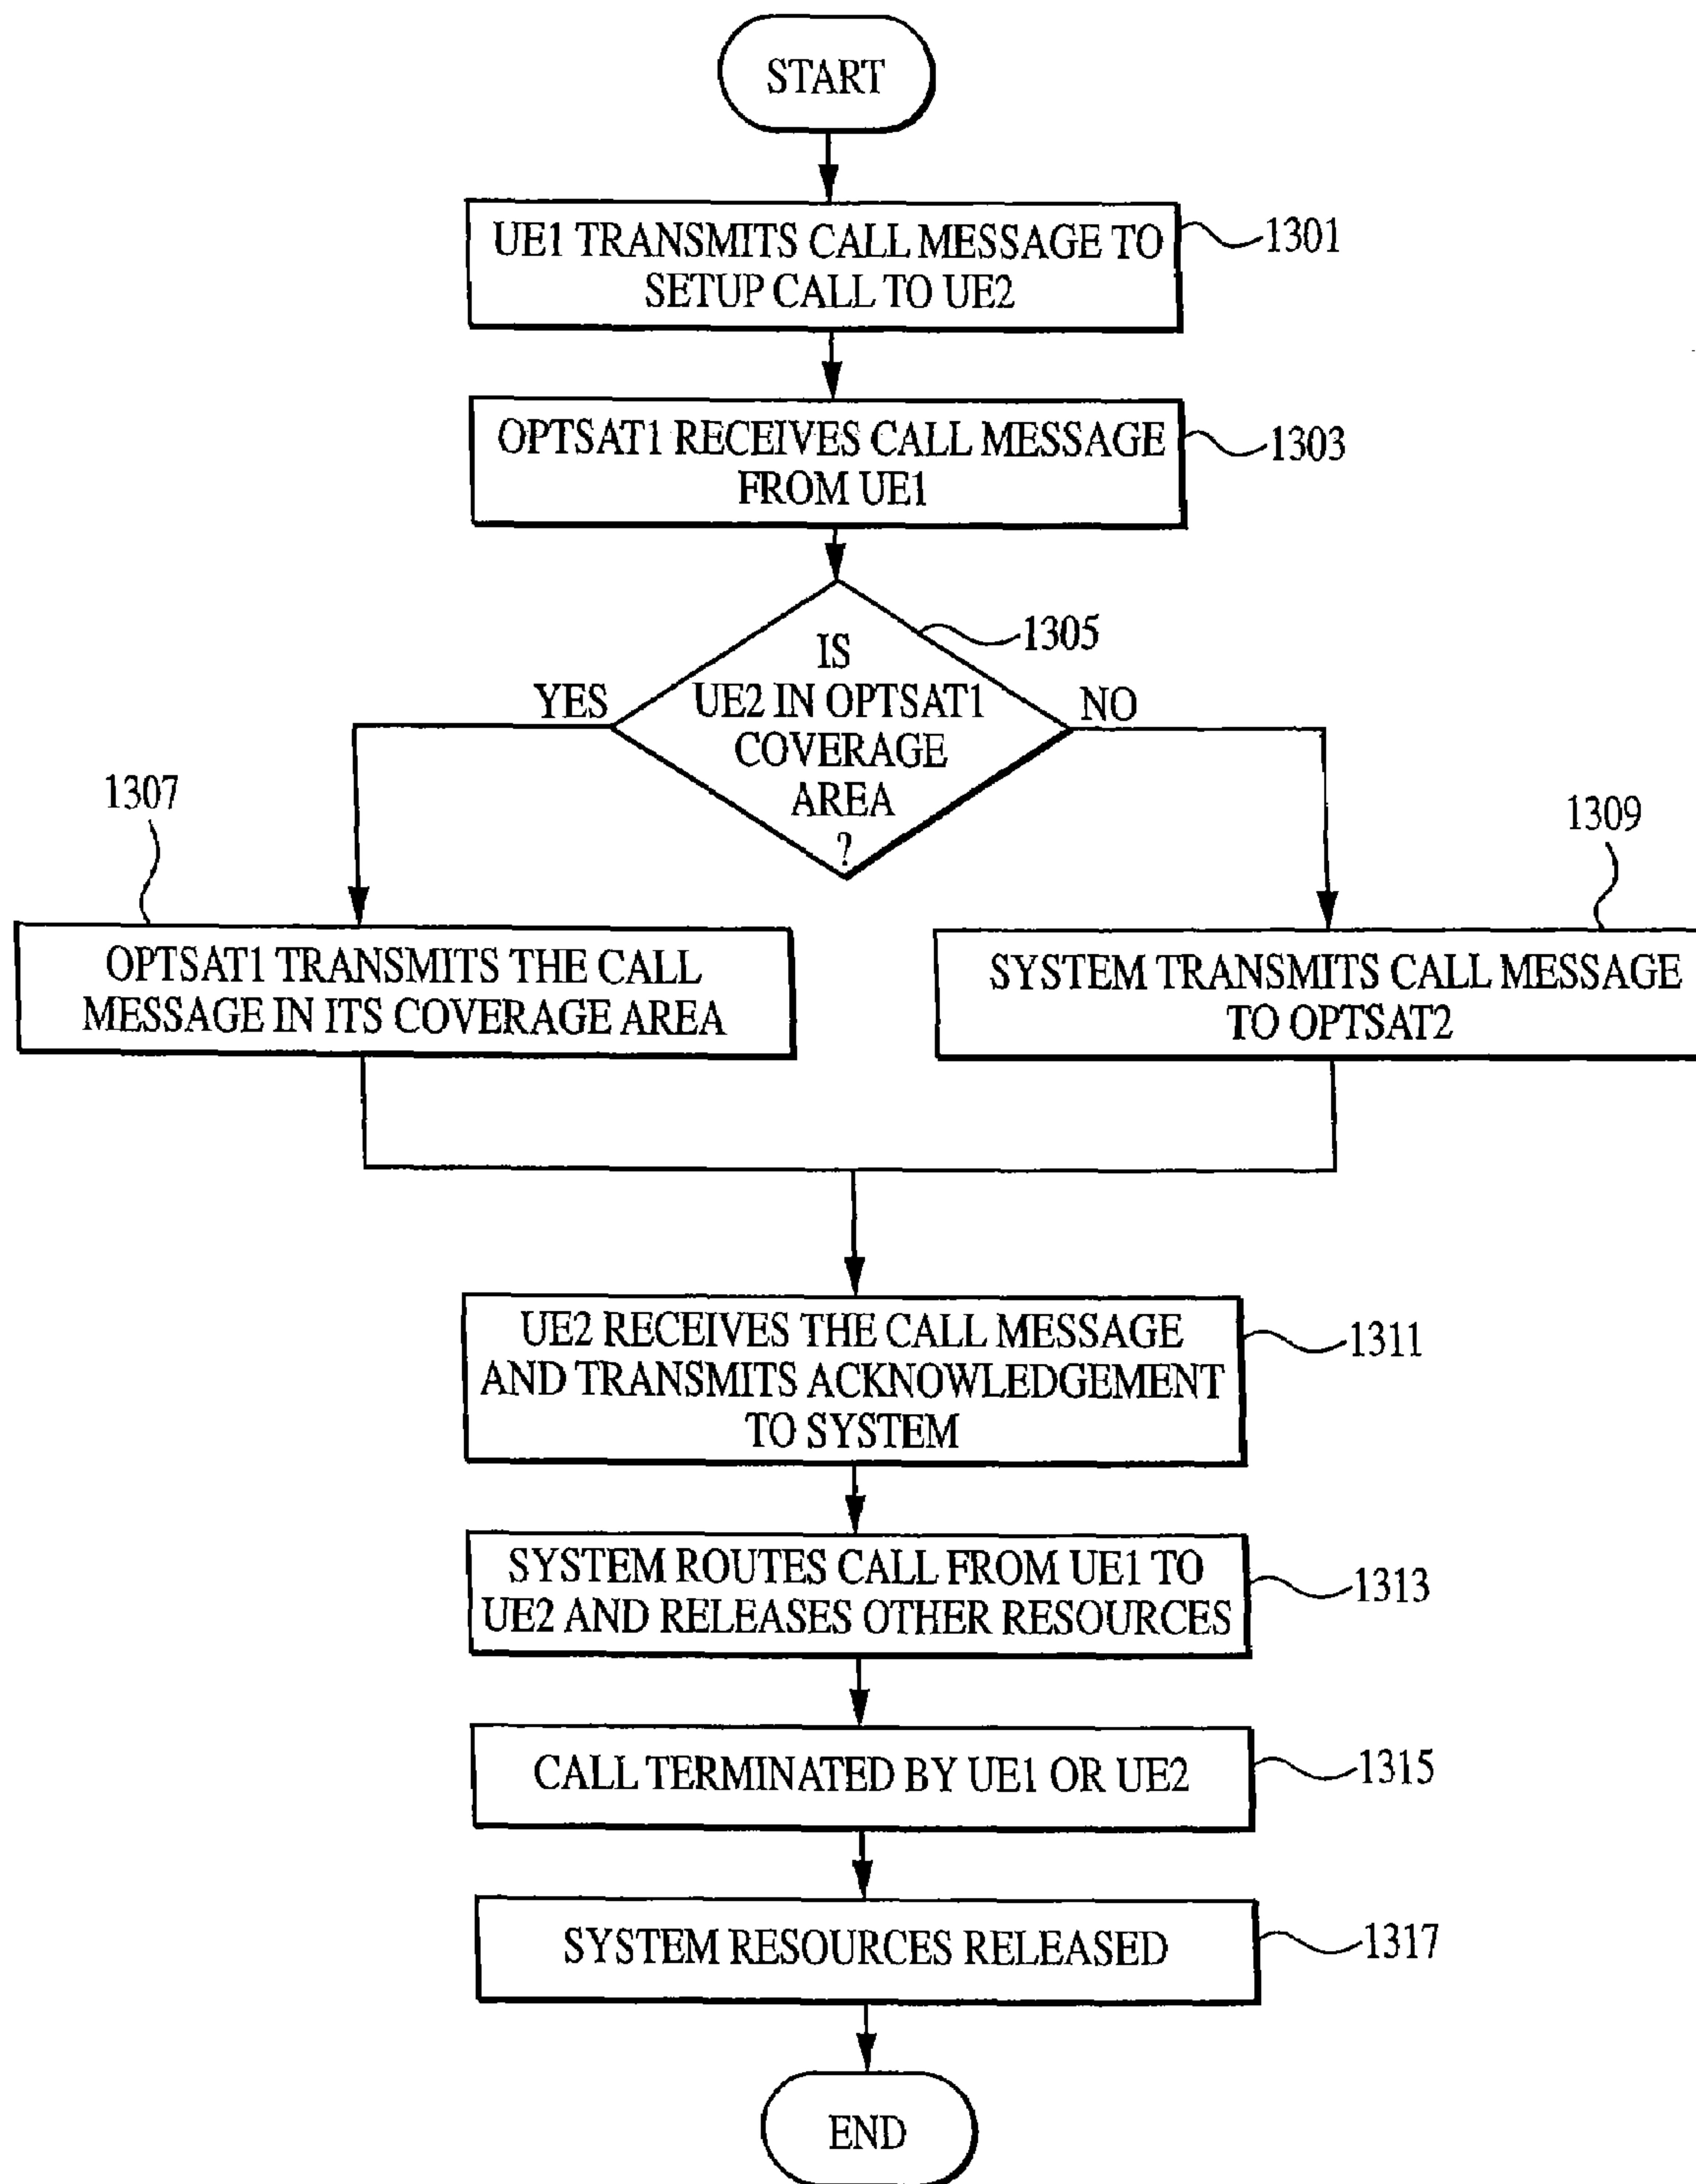 START
UE1 TRANSMITS CALL MESSAGE TO
SETUP CALL TO UE2
1301
OPTSAT1 RECEIVES CALL MESSAGE
FROM UE1
1303
IS
UE2 IN OPTSAT1
COVERAGE
AREA
?
1305
YES
NO
1307
1309
OPTSAT1 TRANSMITS THE CALL
MESSAGE IN ITS COVERAGE AREA
SYSTEM TRANSMITS CALL MESSAGE
TO OPTSAT2
UE2 RECEIVES THE CALL MESSAGE
AND TRANSMITS ACKNOWLEDGEMENT
TO SYSTEM
1311
SYSTEM ROUTES CALL FROM UE1 TO
UE2 AND RELEASES OTHER RESOURCES
1313
CALL TERMINATED BY UE1 OR UE2
1315
SYSTEM RESOURCES RELEASED
1317
END